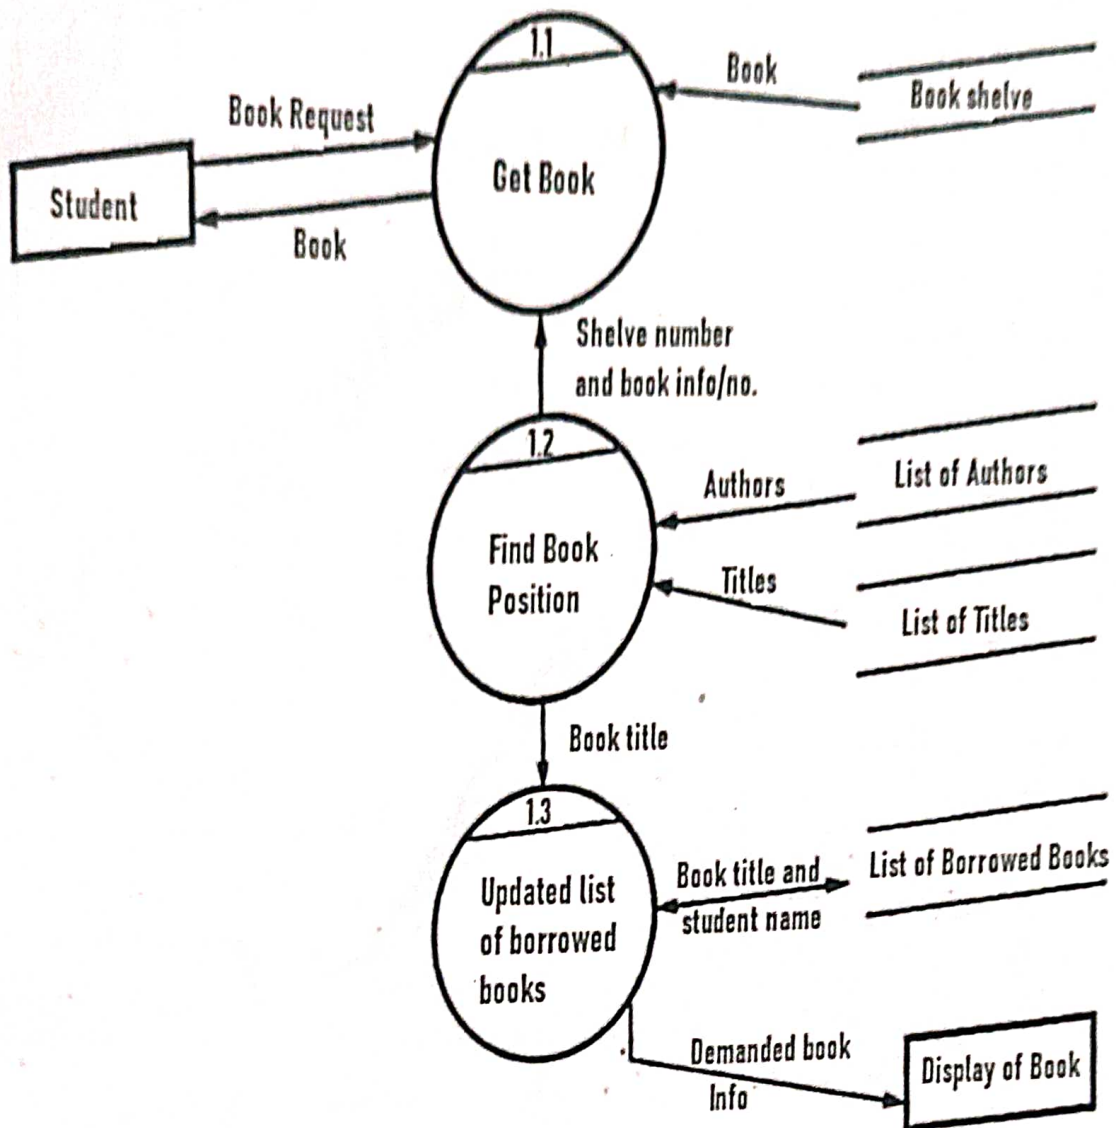 1.1
Get Book
Book
Book shelve
Book Request
Student
Book
Shelve number
and book info/no.
1.2
Find Book
Position
Authors
List of Authors
Titles
List of Titles
Book title
1.3
Updated list
of borrowed
books
Book title and
student name
List of Borrowed Books
Demanded book
Info
Display of Book